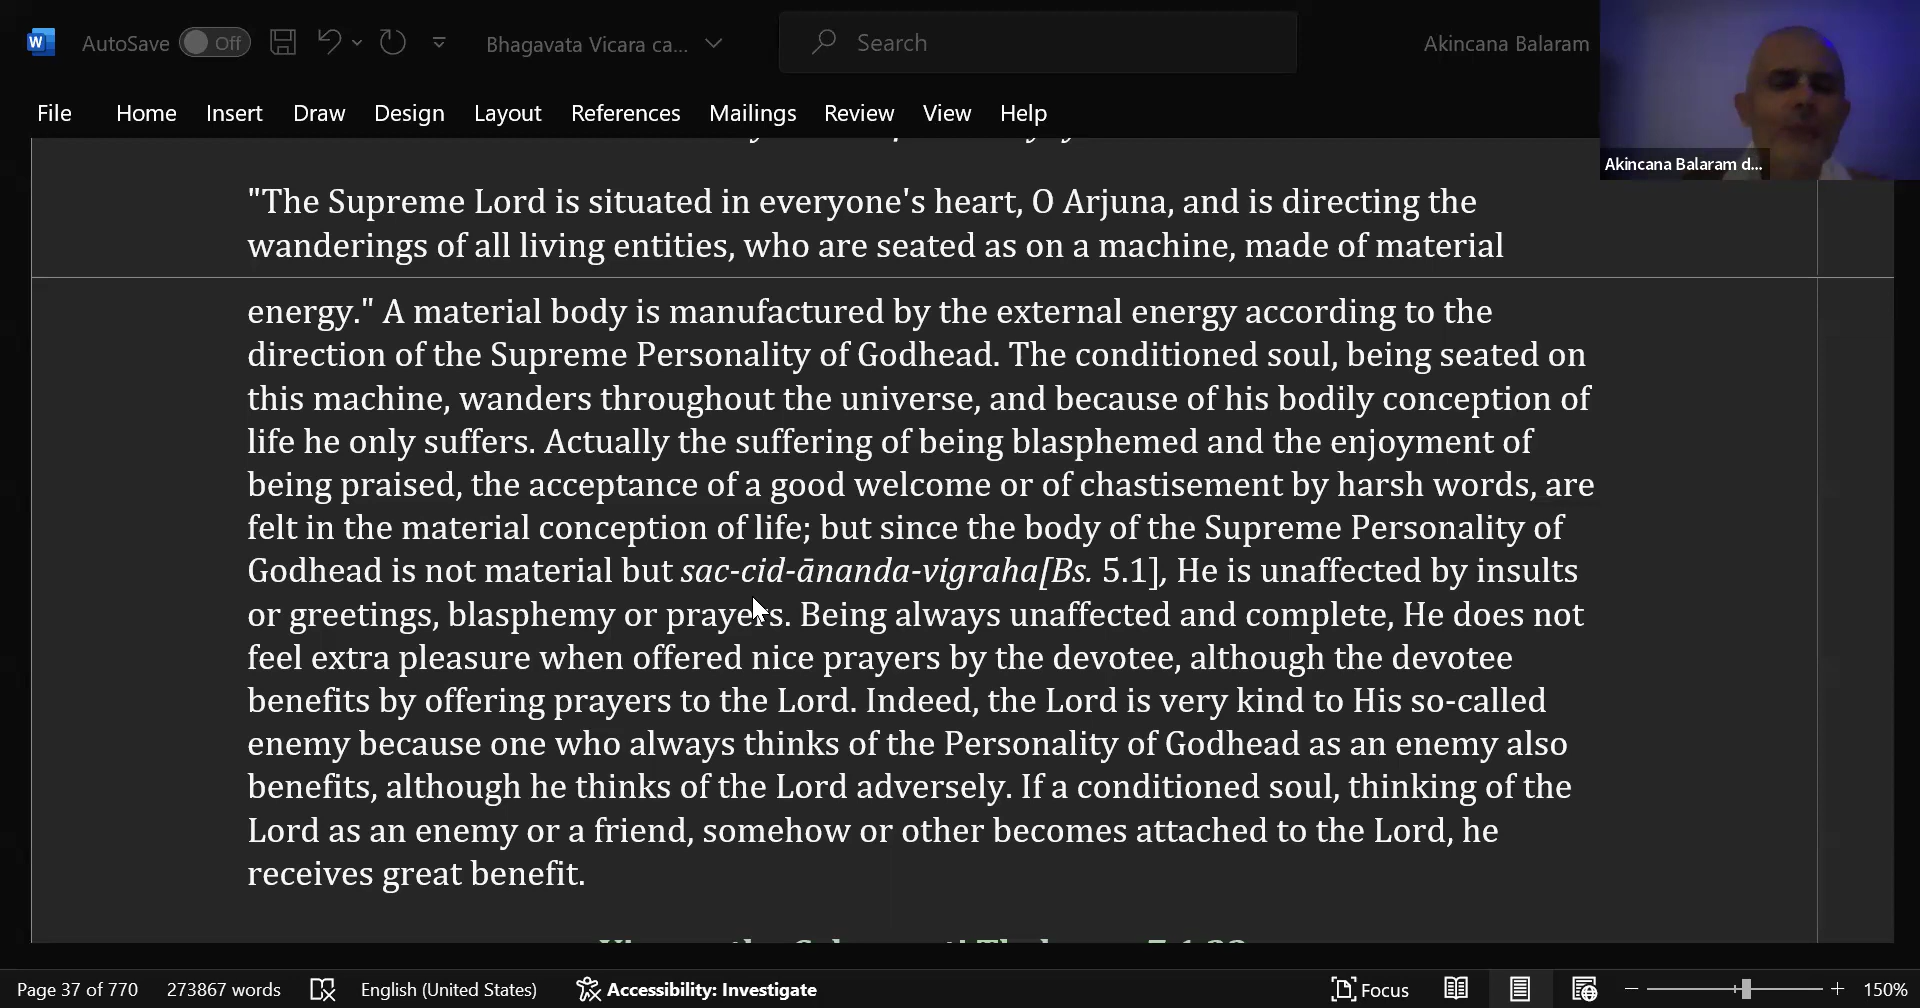 W AutoSave Off Bhagavata Vicara ca... Search Akincana Balaram
File Home Insert Draw Design Layout References Mailings Review View Help
Akincana Balaram d...
"The Supreme Lord is situated in everyone's heart, O Arjuna, and is directing the
wanderings of all living entities, who are seated as on a machine, made of material
energy." A material body is manufactured by the external energy according to the
direction of the Supreme Personality of Godhead. The conditioned soul, being seated on
this machine, wanders throughout the universe, and because of his bodily conception of
life he only suffers. Actually the suffering of being blasphemed and the enjoyment of
being praised, the acceptance of a good welcome or of chastisement by harsh words, are
felt in the material conception of life; but since the body of the Supreme Personality of
Godhead is not material but sac-cid-ānanda-vigraha[Bs. 5.1], He is unaffected by insults
or greetings, blasphemy or prayers. Being always unaffected and complete, He does not
feel extra pleasure when offered nice prayers by the devotee, although the devotee
benefits by offering prayers to the Lord. Indeed, the Lord is very kind to His so-called
enemy because one who always thinks of the Personality of Godhead as an enemy also
benefits, although he thinks of the Lord adversely. If a conditioned soul, thinking of the
Lord as an enemy or a friend, somehow or other becomes attached to the Lord, he
receives great benefit.
Page 37 of 770 273867 words English (United States) Accessibility: Investigate Focus 150%